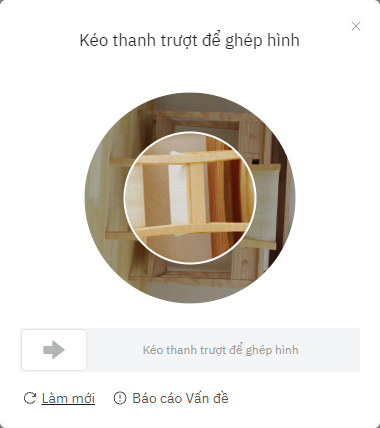 Kéo thanh trượt để ghép hình
Kéo thanh trượt để ghép hình
Làm mới
Báo cáo Vấn đề